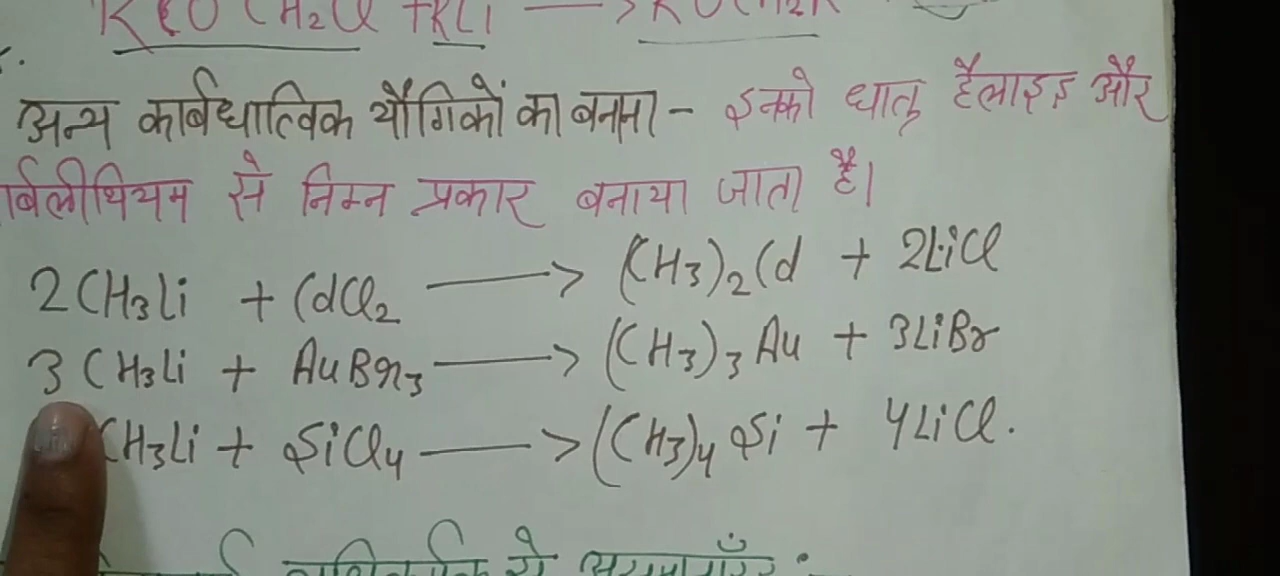 अन्य कार्बधात्विक यौगिकों का बनना - इनको धातु हैलाइड और
र्बलीथियम से निम्न प्रकार बनाया जाता है।
2CH₃Li + CdCl₂ ⟶ (CH₃)₂Cd + 2LiCl
3CH₃Li + AuBr₃ ⟶ (CH₃)₃Au + 3LiBr
CH₃Li + SiCl₄ ⟶ (CH₃)₄Si + 4LiCl.